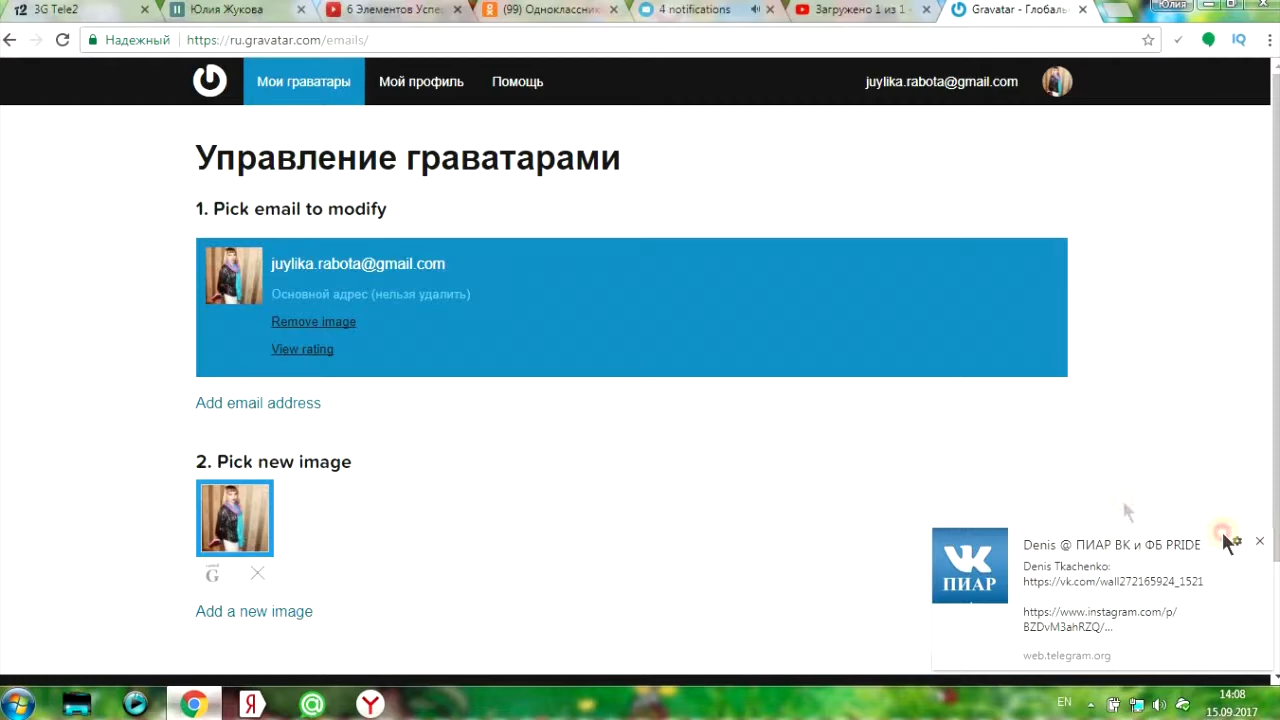 12 3G Tele2
Юлия Жукова
6 Элементов Успе
(99) Одноклассник
4 notifications
Загружено 1 из 1 -
Gravatar - Глобаль
Юлия
Надежный
https://ru.gravatar.com/emails/
Мои граватары
Мой профиль
Помощь
juylika.rabota@gmail.com
Управление граватарами
1. Pick email to modify
juylika.rabota@gmail.com
Основной адрес (нельзя удалить)
Remove image
View rating
Add email address
2. Pick new image
Add a new image
ПИАР
Denis @ ПИАР ВК и ФБ PRIDE
Denis Tkachenko:
https://vk.com/wall272165924_1521
https://www.instagram.com/p/
BZDvM3ahRZQ/...
web.telegram.org
EN
14:08
15.09.2017